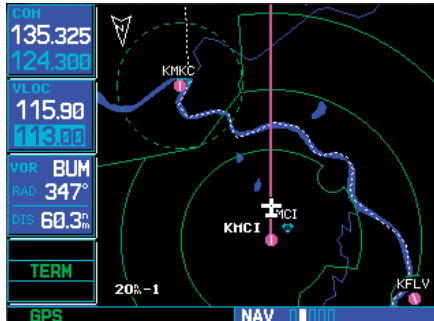 COM
135.325
124.300
VLOC
115.90
113.00
VOR BUM
RAD 347°
DIS 60.3nm
TERM
GPS
KMKC
MCI
KMCI
KFLV
20nm-1
NAV